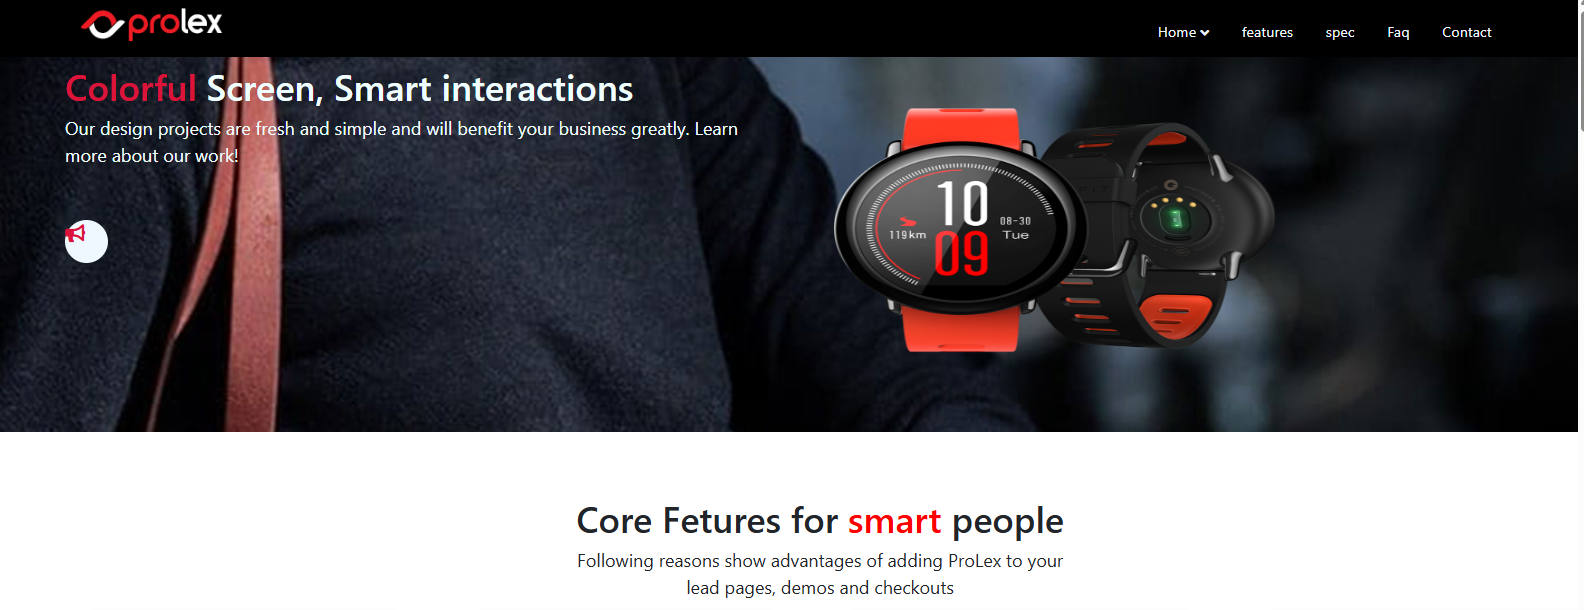 prolex
Home features spec Faq Contact
Colorful Screen, Smart interactions
Our design projects are fresh and simple and will benefit your business greatly. Learn
more about our work!
10
09
119km
08-30
Tue
Core Fetures for smart people
Following reasons show advantages of adding ProLex to your
lead pages, demos and checkouts